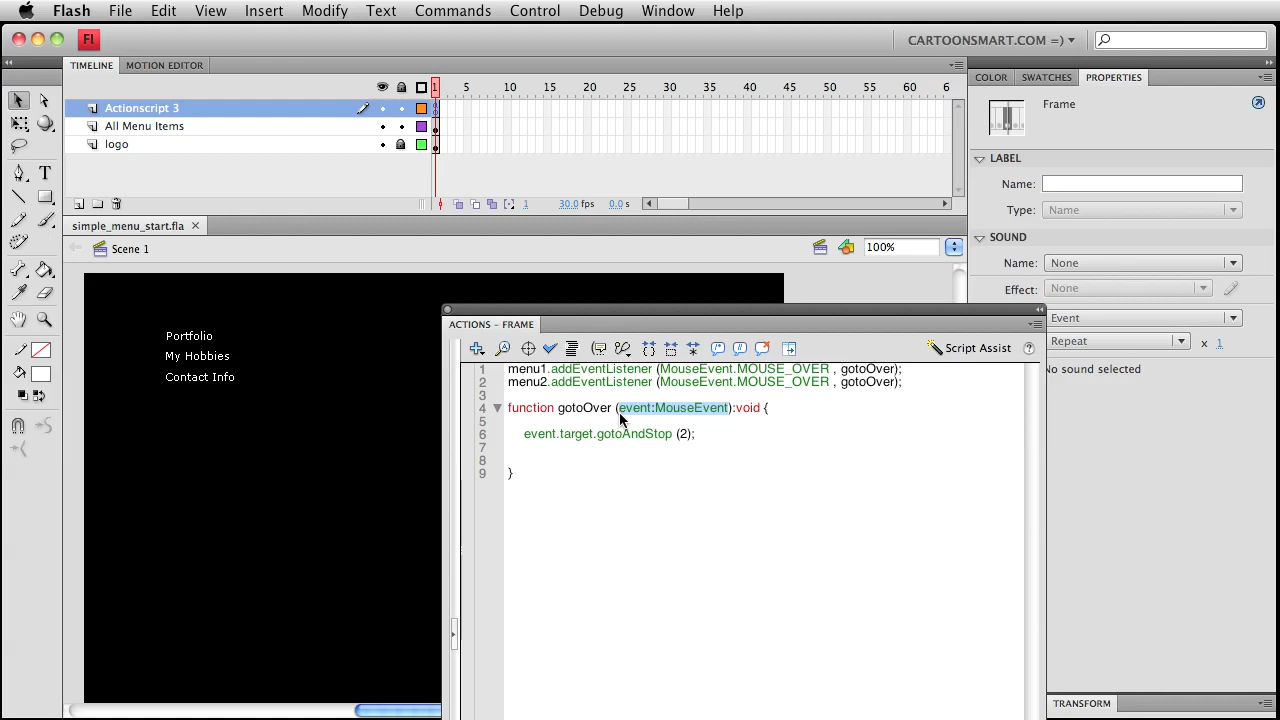 Flash File Edit View Insert Modify Text Commands Control Debug Window Help
Fl CARTOONSMART.COM =)
TIMELINE MOTION EDITOR
COLOR SWATCHES PROPERTIES
1 5 10 15 20 25 30 35 40 45 50 55 60 6
Actionscript 3
All Menu Items
logo
1 30.0 fps 0.0 s
simple_menu_start.fla
Scene 1
100%
Frame
LABEL
Name:
Type: Name
SOUND
Name: None
Effect: None
Event
Repeat x 1
No sound selected
Portfolio
My Hobbies
Contact Info
ACTIONS - FRAME
Script Assist
1 menu1.addEventListener (MouseEvent.MOUSE_OVER , gotoOver);
2 menu2.addEventListener (MouseEvent.MOUSE_OVER , gotoOver);
3
4 function gotoOver (event:MouseEvent):void {
5
6 event.target.gotoAndStop (2);
7
8
9 }
TRANSFORM